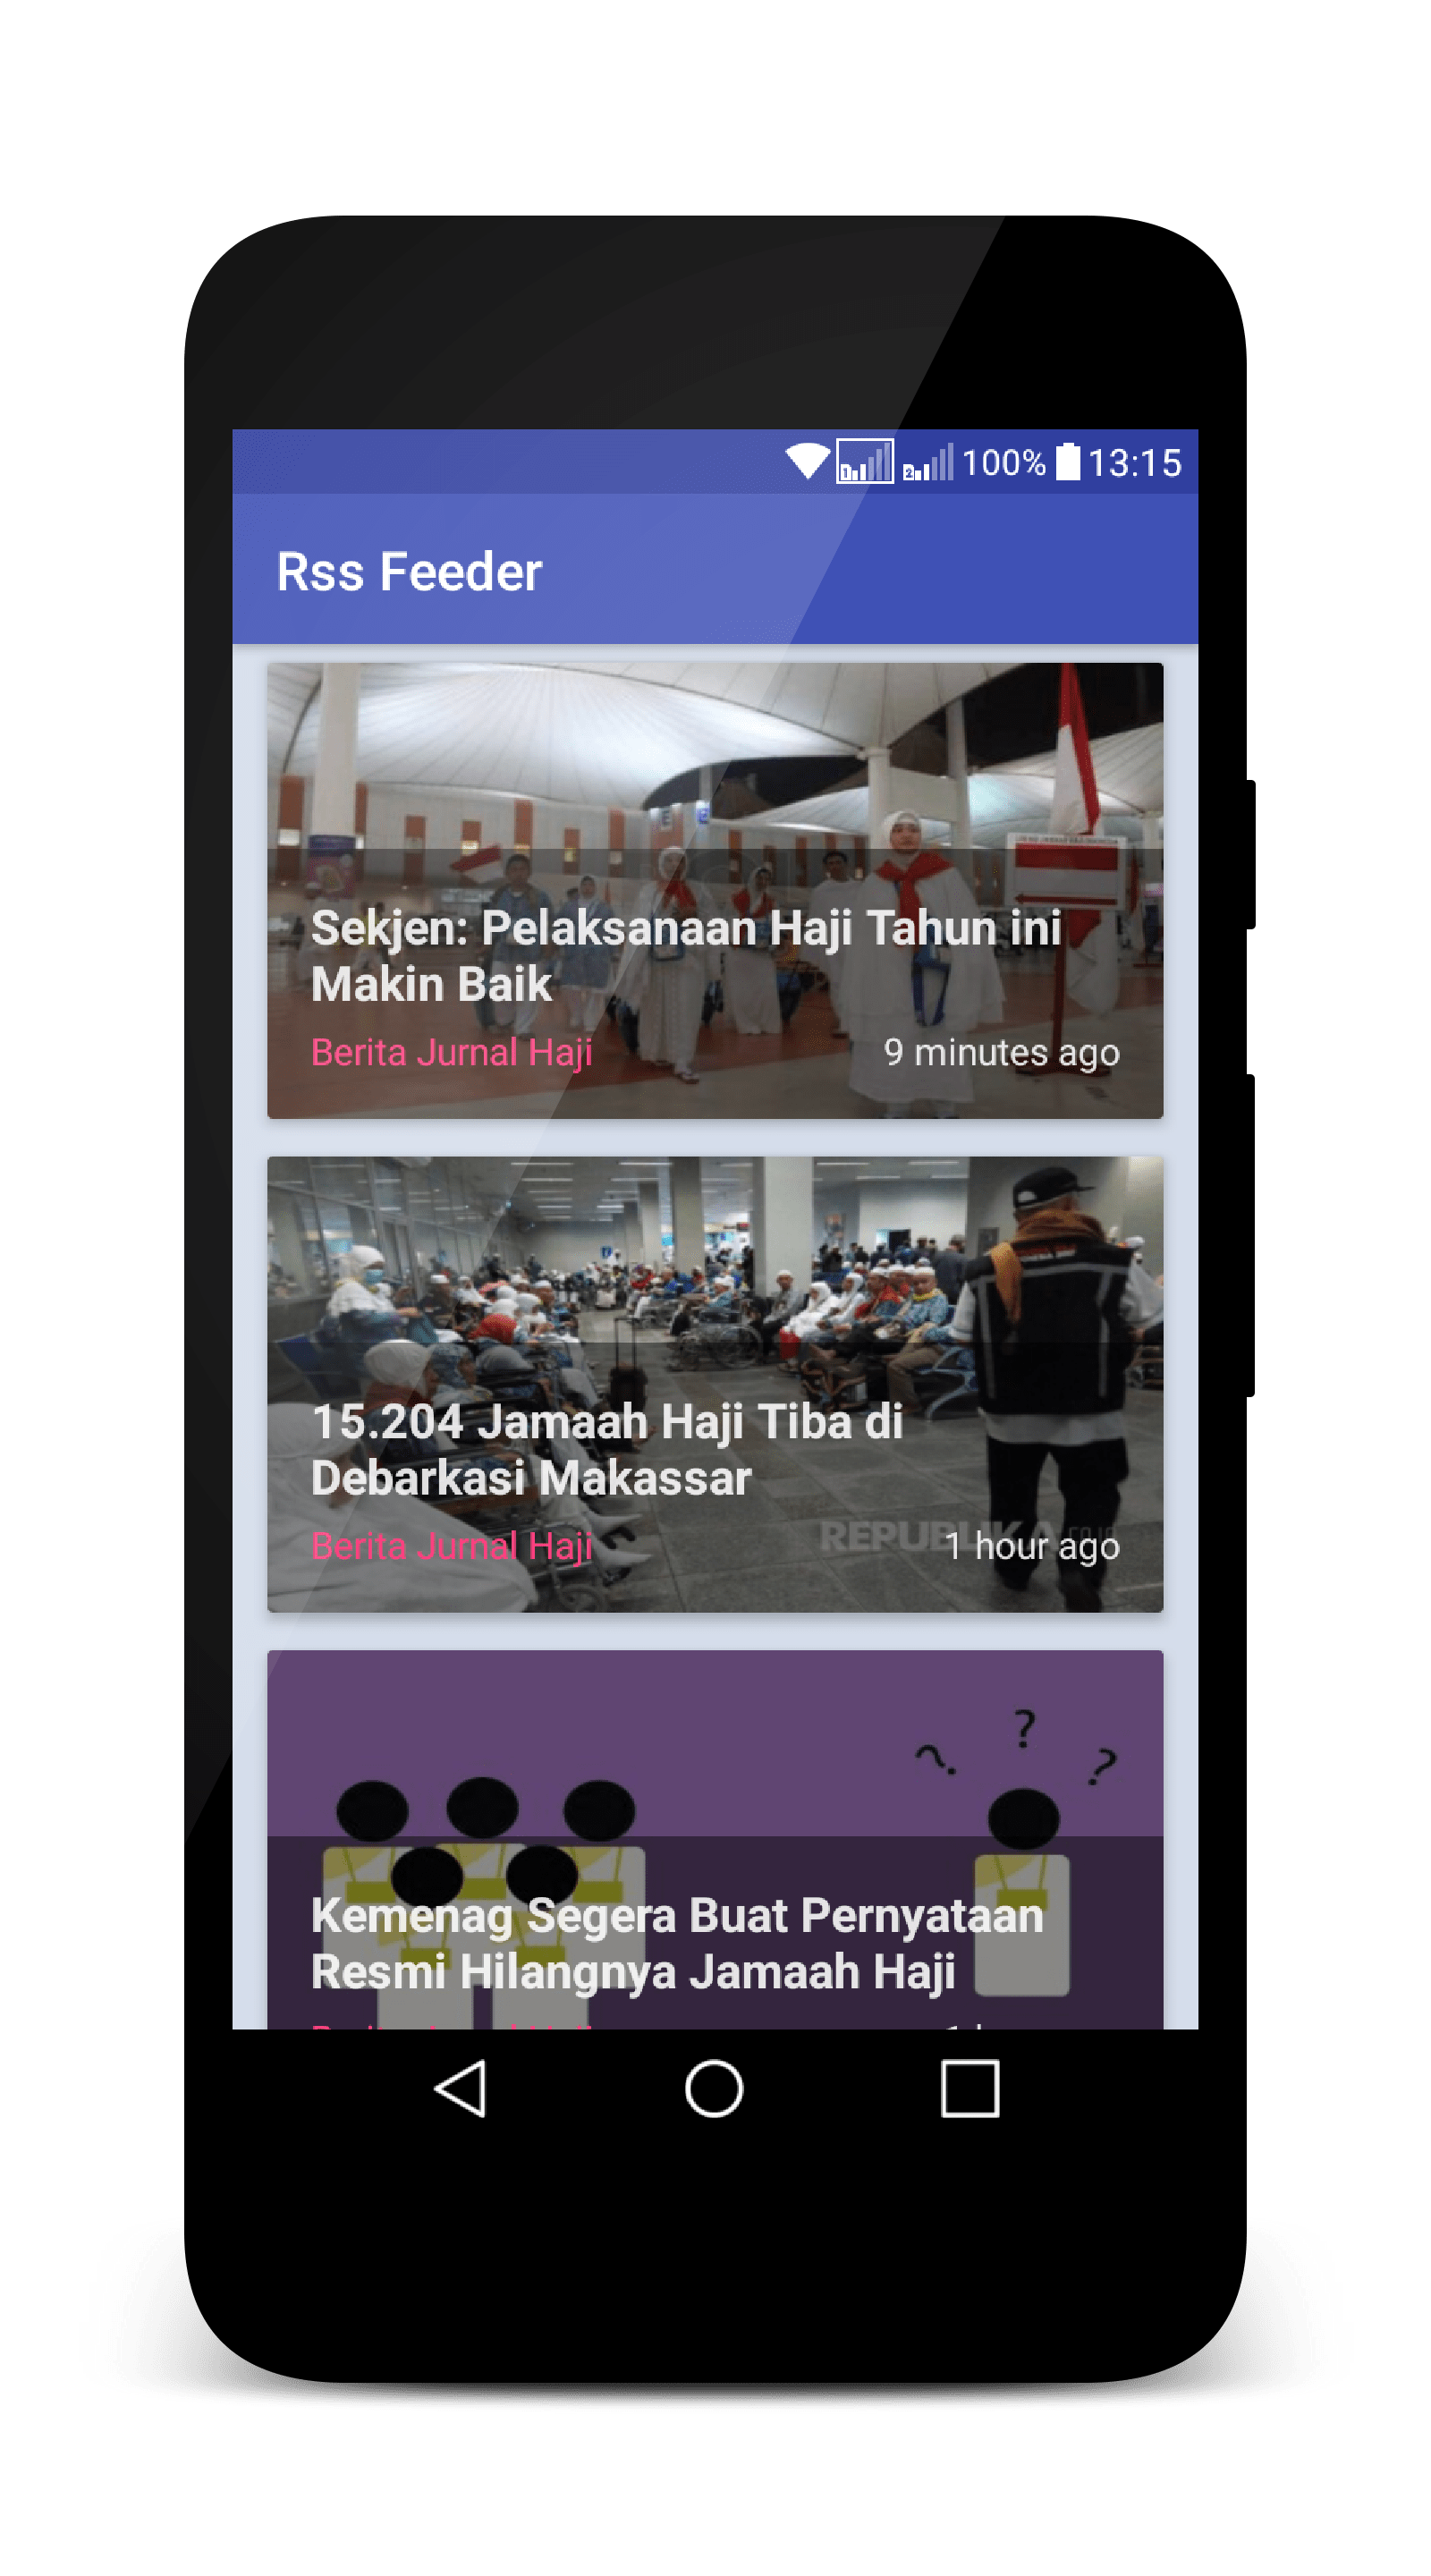 100% 13:15
Rss Feeder
Sekjen: Pelaksanaan Haji Tahun ini
Makin Baik
Berita Jurnal Haji 9 minutes ago
15.204 Jamaah Haji Tiba di
Debarkasi Makassar
REPUBLIKA
Berita Jurnal Haji 1 hour ago
? ? ?
Kemenag Segera Buat Pernyataan
Resmi Hilangnya Jamaah Haji